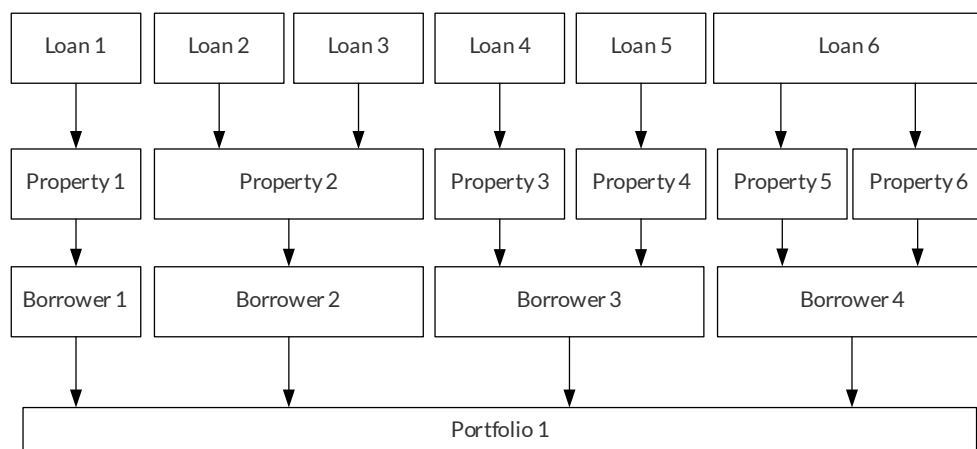 Loan 1
Loan 2
Loan 3
Loan 4
Loan 5
Loan 6
Property 1
Property 2
Property 3
Property 4
Property 5
Property 6
Borrower 1
Borrower 2
Borrower 3
Borrower 4
Portfolio 1